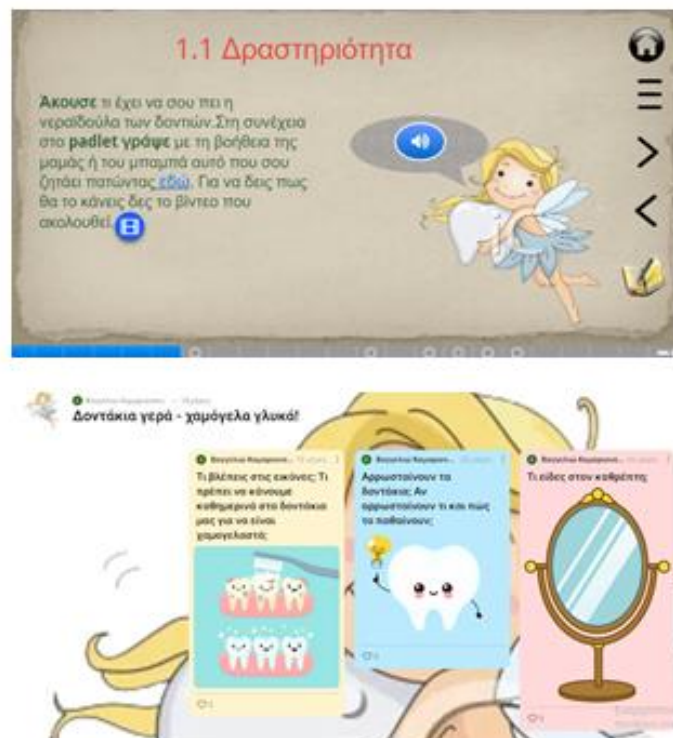 1.1 Δραστηριότητα
Άκουσε τι έχει να σου πει η
νεραϊδούλα των δοντιών.Στη συνέχεια
στο padlet γράψε με τη βοήθεια της
μαμάς ή του μπαμπά αυτό που σου
ζητάει πατώντας εδώ. Για να δεις πως
θα το κάνεις δες το βίντεο που
ακολουθεί.
Δοντάκια γερά - χαμόγελα γλυκά!
Τι βλέπεις στις εικόνες; Τι
πρέπει να κάνουμε
καθημερινά στα δοντάκια
μας για να είναι
χαμογελαστά;
Αρρωσταίνουν τα
δοντάκια; Αν
αρρωσταίνουν τι και πώς
το παθαίνουν;
Τι είδες στον καθρέπτη;